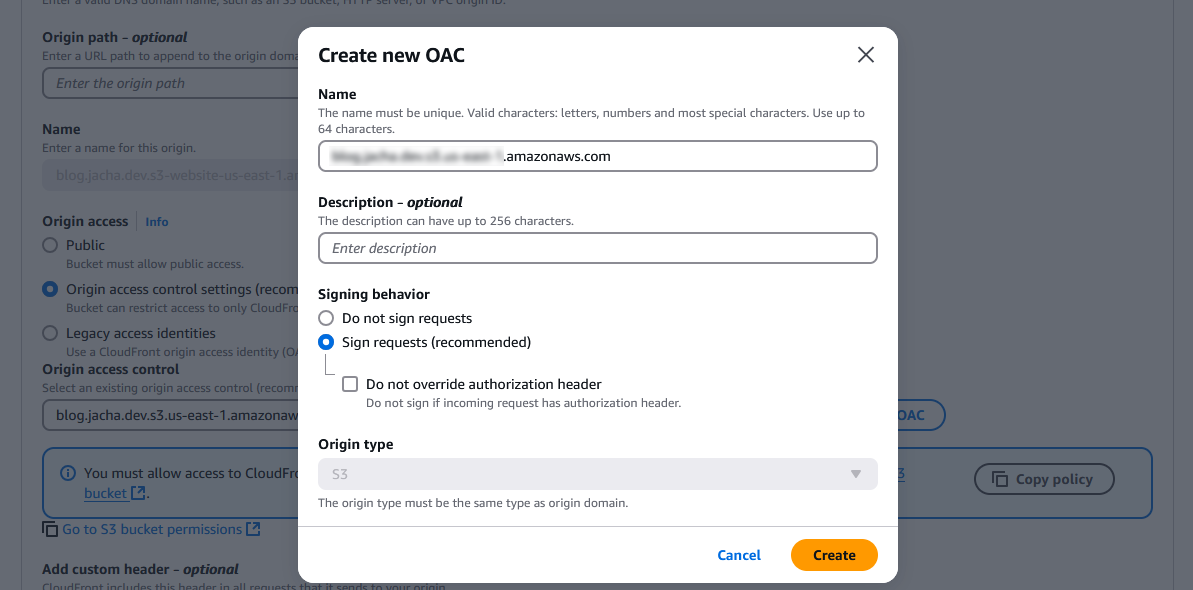 Enter a valid DNS domain name, such as an S3 bucket, HTTP server, or VPC origin ID.
Origin path - optional
Enter a URL path to append to the origin doma
Enter the origin path
Name
Enter a name for this origin.
blog.jacha.dev.s3-website-us-east-1.a
Origin access
Info
Public
Bucket must allow public access.
Origin access control settings (recom
Bucket can restrict access to only CloudFro
Legacy access identities
Use a CloudFront origin access identity (OA
Origin access control
Select an existing origin access control (recom
blog.jacha.dev.s3.us-east-1.amazonaw
OAC
You must allow access to CloudFro
bucket
.
S3
Copy policy
Go to S3 bucket permissions
Add custom header - optional
CloudFront includes this header in all requests that it sends to your origin.
Create new OAC
Name
The name must be unique. Valid characters: letters, numbers and most special characters. Use up to
64 characters.
.amazonaws.com
Description - optional
The description can have up to 256 characters.
Enter description
Signing behavior
Do not sign requests
Sign requests (recommended)
Do not override authorization header
Do not sign if incoming request has authorization header.
Origin type
S3
The origin type must be the same type as origin domain.
Cancel
Create